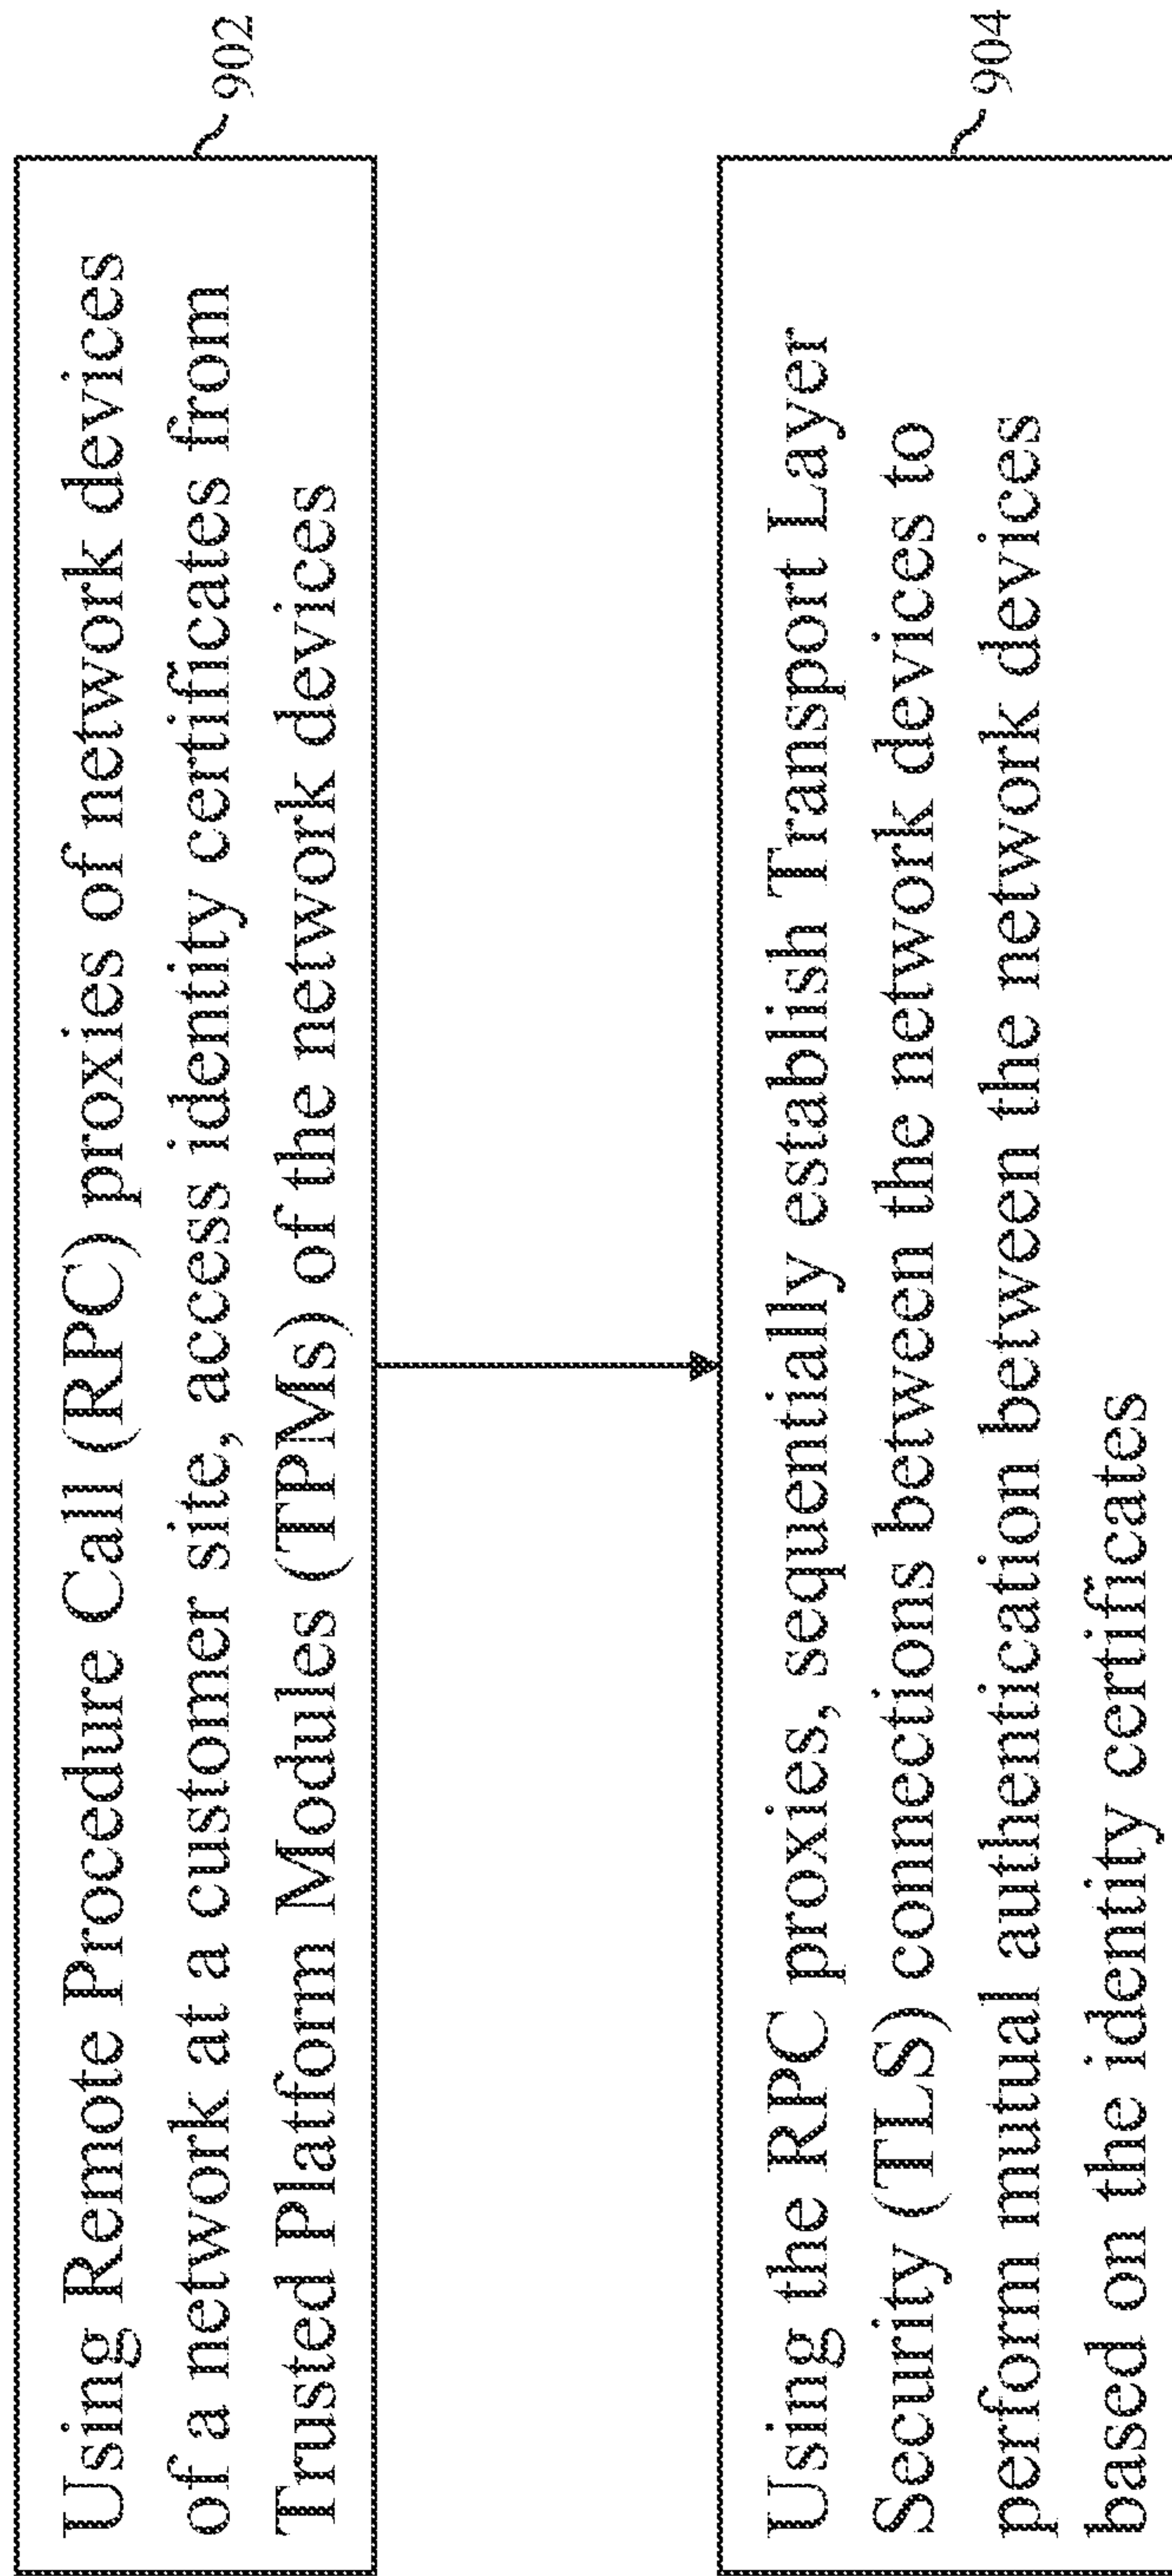 Using Remote Procedure Call (RPC) proxies of network devices
of a network at a customer site, access identity certificates from
Trusted Platform Modules (TPMs) of the network devices
902
Using the RPC proxies, sequentially establish Transport Layer
Security (TLS) connections between the network devices to
perform mutual authentication between the network devices
based on the identity certificates
904